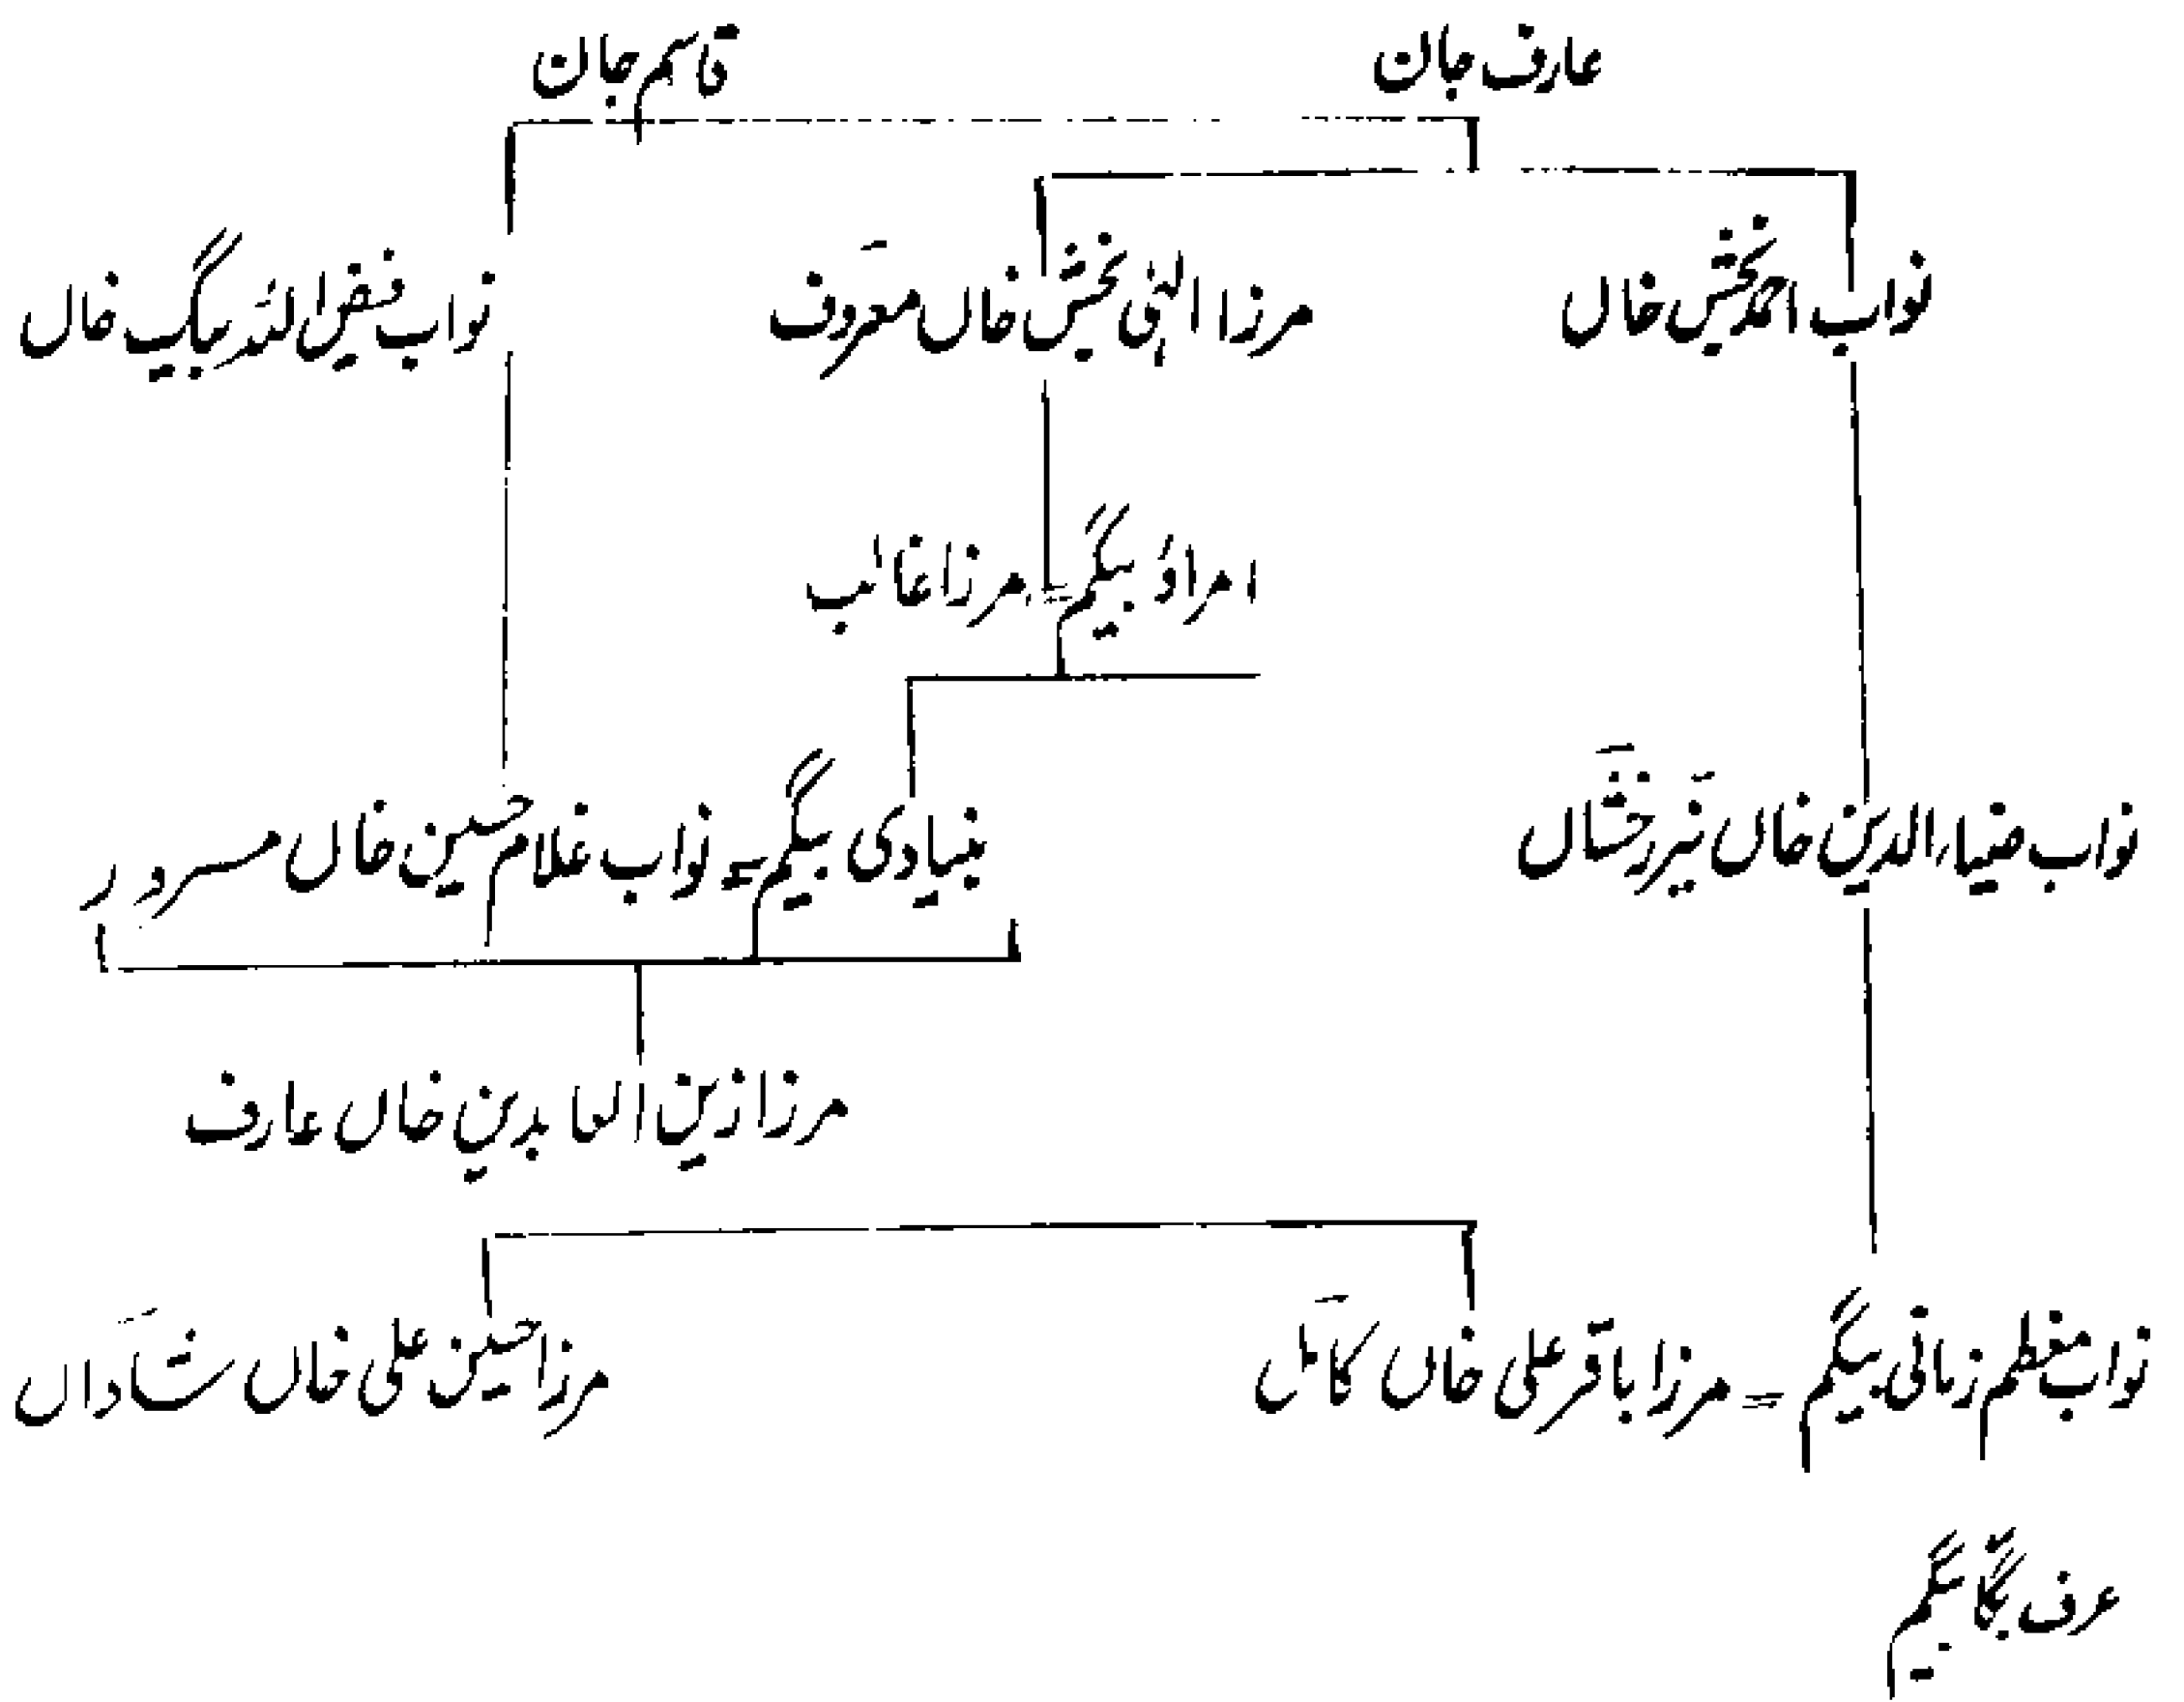 عارف جان
قاسم جان
نواب احمد بخش خاں
مرزا الٰہی بخش خاں معروف
نواب فیض اللہ بیگ خاں
امراؤ بیگم = مرزا غالب
نواب ضیاء الدین خاں نیّر رخشاں
بنیادی بیگم = نواب غلام حسین خاں مسرور
مرزا زین العابدین خاں عارف
نواب معظم زمانی بیگم = مرزا باقر علی خاں کامل
مرزا حسین علی خاں شاداں
عرف بگا بیگم